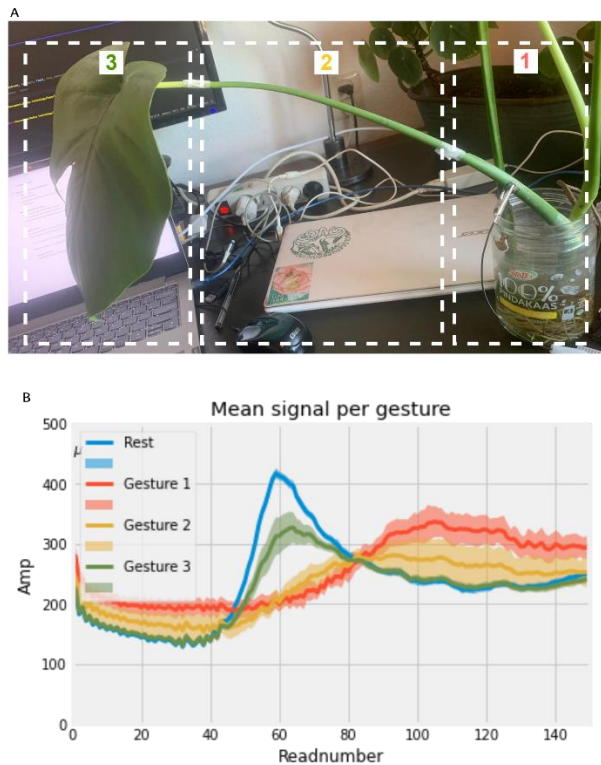 A
3
2
1
100%
PINDAKAAS
B
Mean signal per gesture
500
400
300
200
100
0
Amp
μ
Rest
Gesture 1
Gesture 2
Gesture 3
0 20 40 60 80 100 120 140
Readnumber